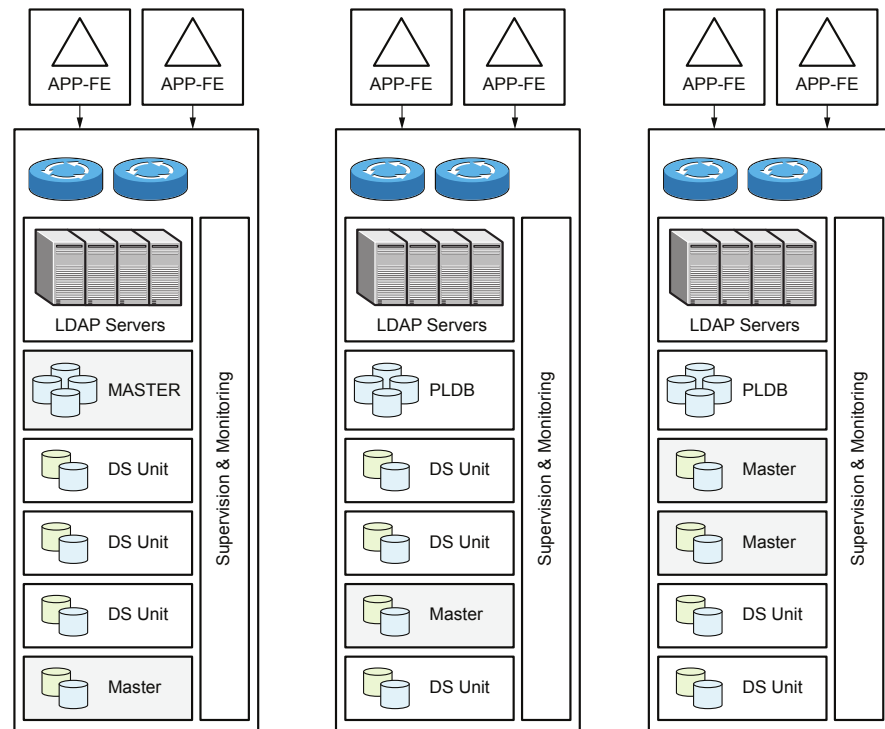 APP-FE APP-FE
LDAP Servers
MASTER
DS Unit
DS Unit
DS Unit
Master
Supervision & Monitoring
APP-FE APP-FE
LDAP Servers
PLDB
DS Unit
DS Unit
Master
DS Unit
Supervision & Monitoring
APP-FE APP-FE
LDAP Servers
PLDB
Master
Master
DS Unit
DS Unit
Supervision & Monitoring